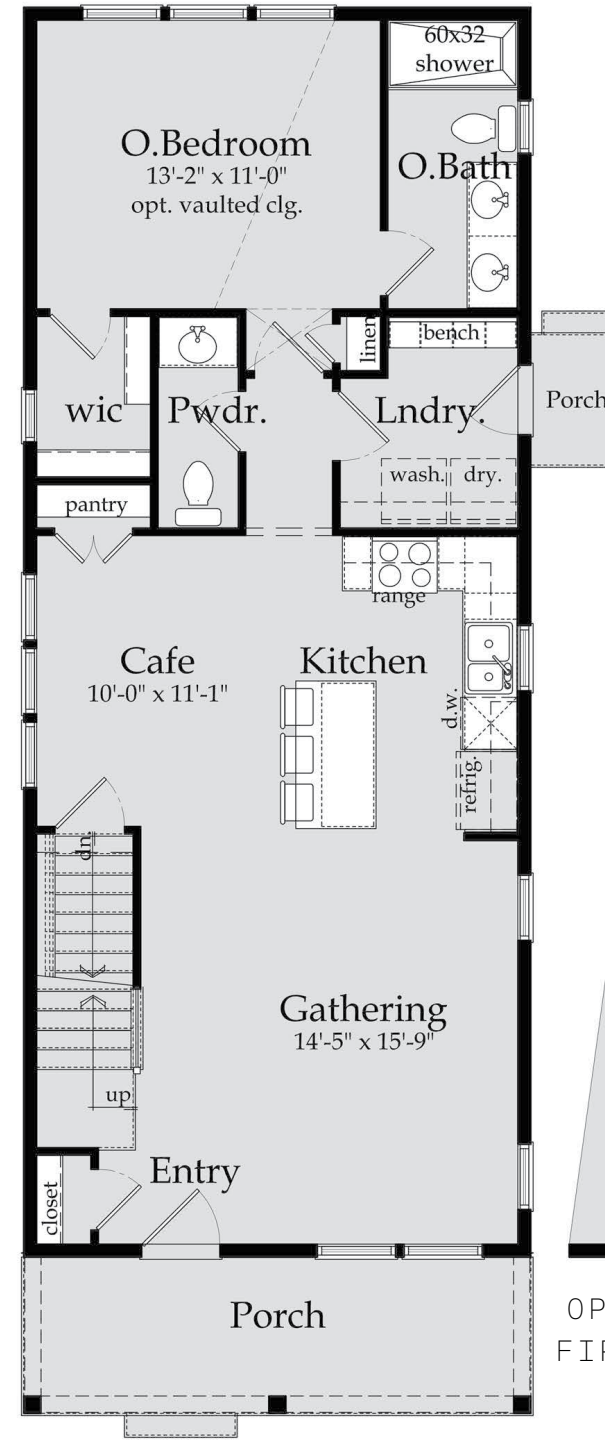 60x32
shower
O.Bedroom
13'-2" x 11'-0"
opt. vaulted clg.
O.Bath
linen
bench
wic
Pwdr.
Lndry.
Porch
wash.
dry.
pantry
range
Cafe
10'-0" x 11'-1"
Kitchen
d.w.
refrig.
dn.
Gathering
14'-5" x 15'-9"
up
Entry
closet
Porch
OP
FIR